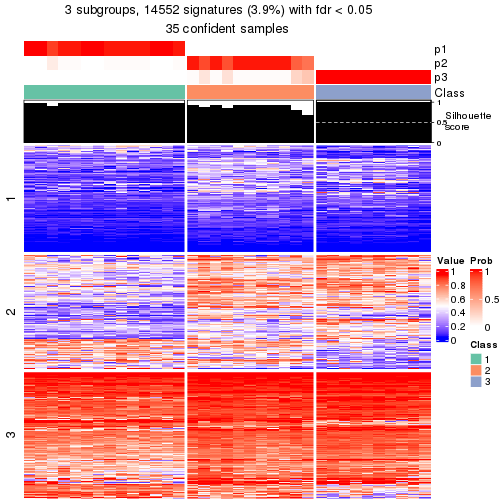 3 subgroups, 14552 signatures (3.9%) with fdr < 0.05
35 confident samples
p1
p2
p3
Class
1
0.5
0
Silhouette
score
1
2
3
Value
1
0.8
0.6
0.4
0.2
0
Prob
1
0.5
0
Class
1
2
3